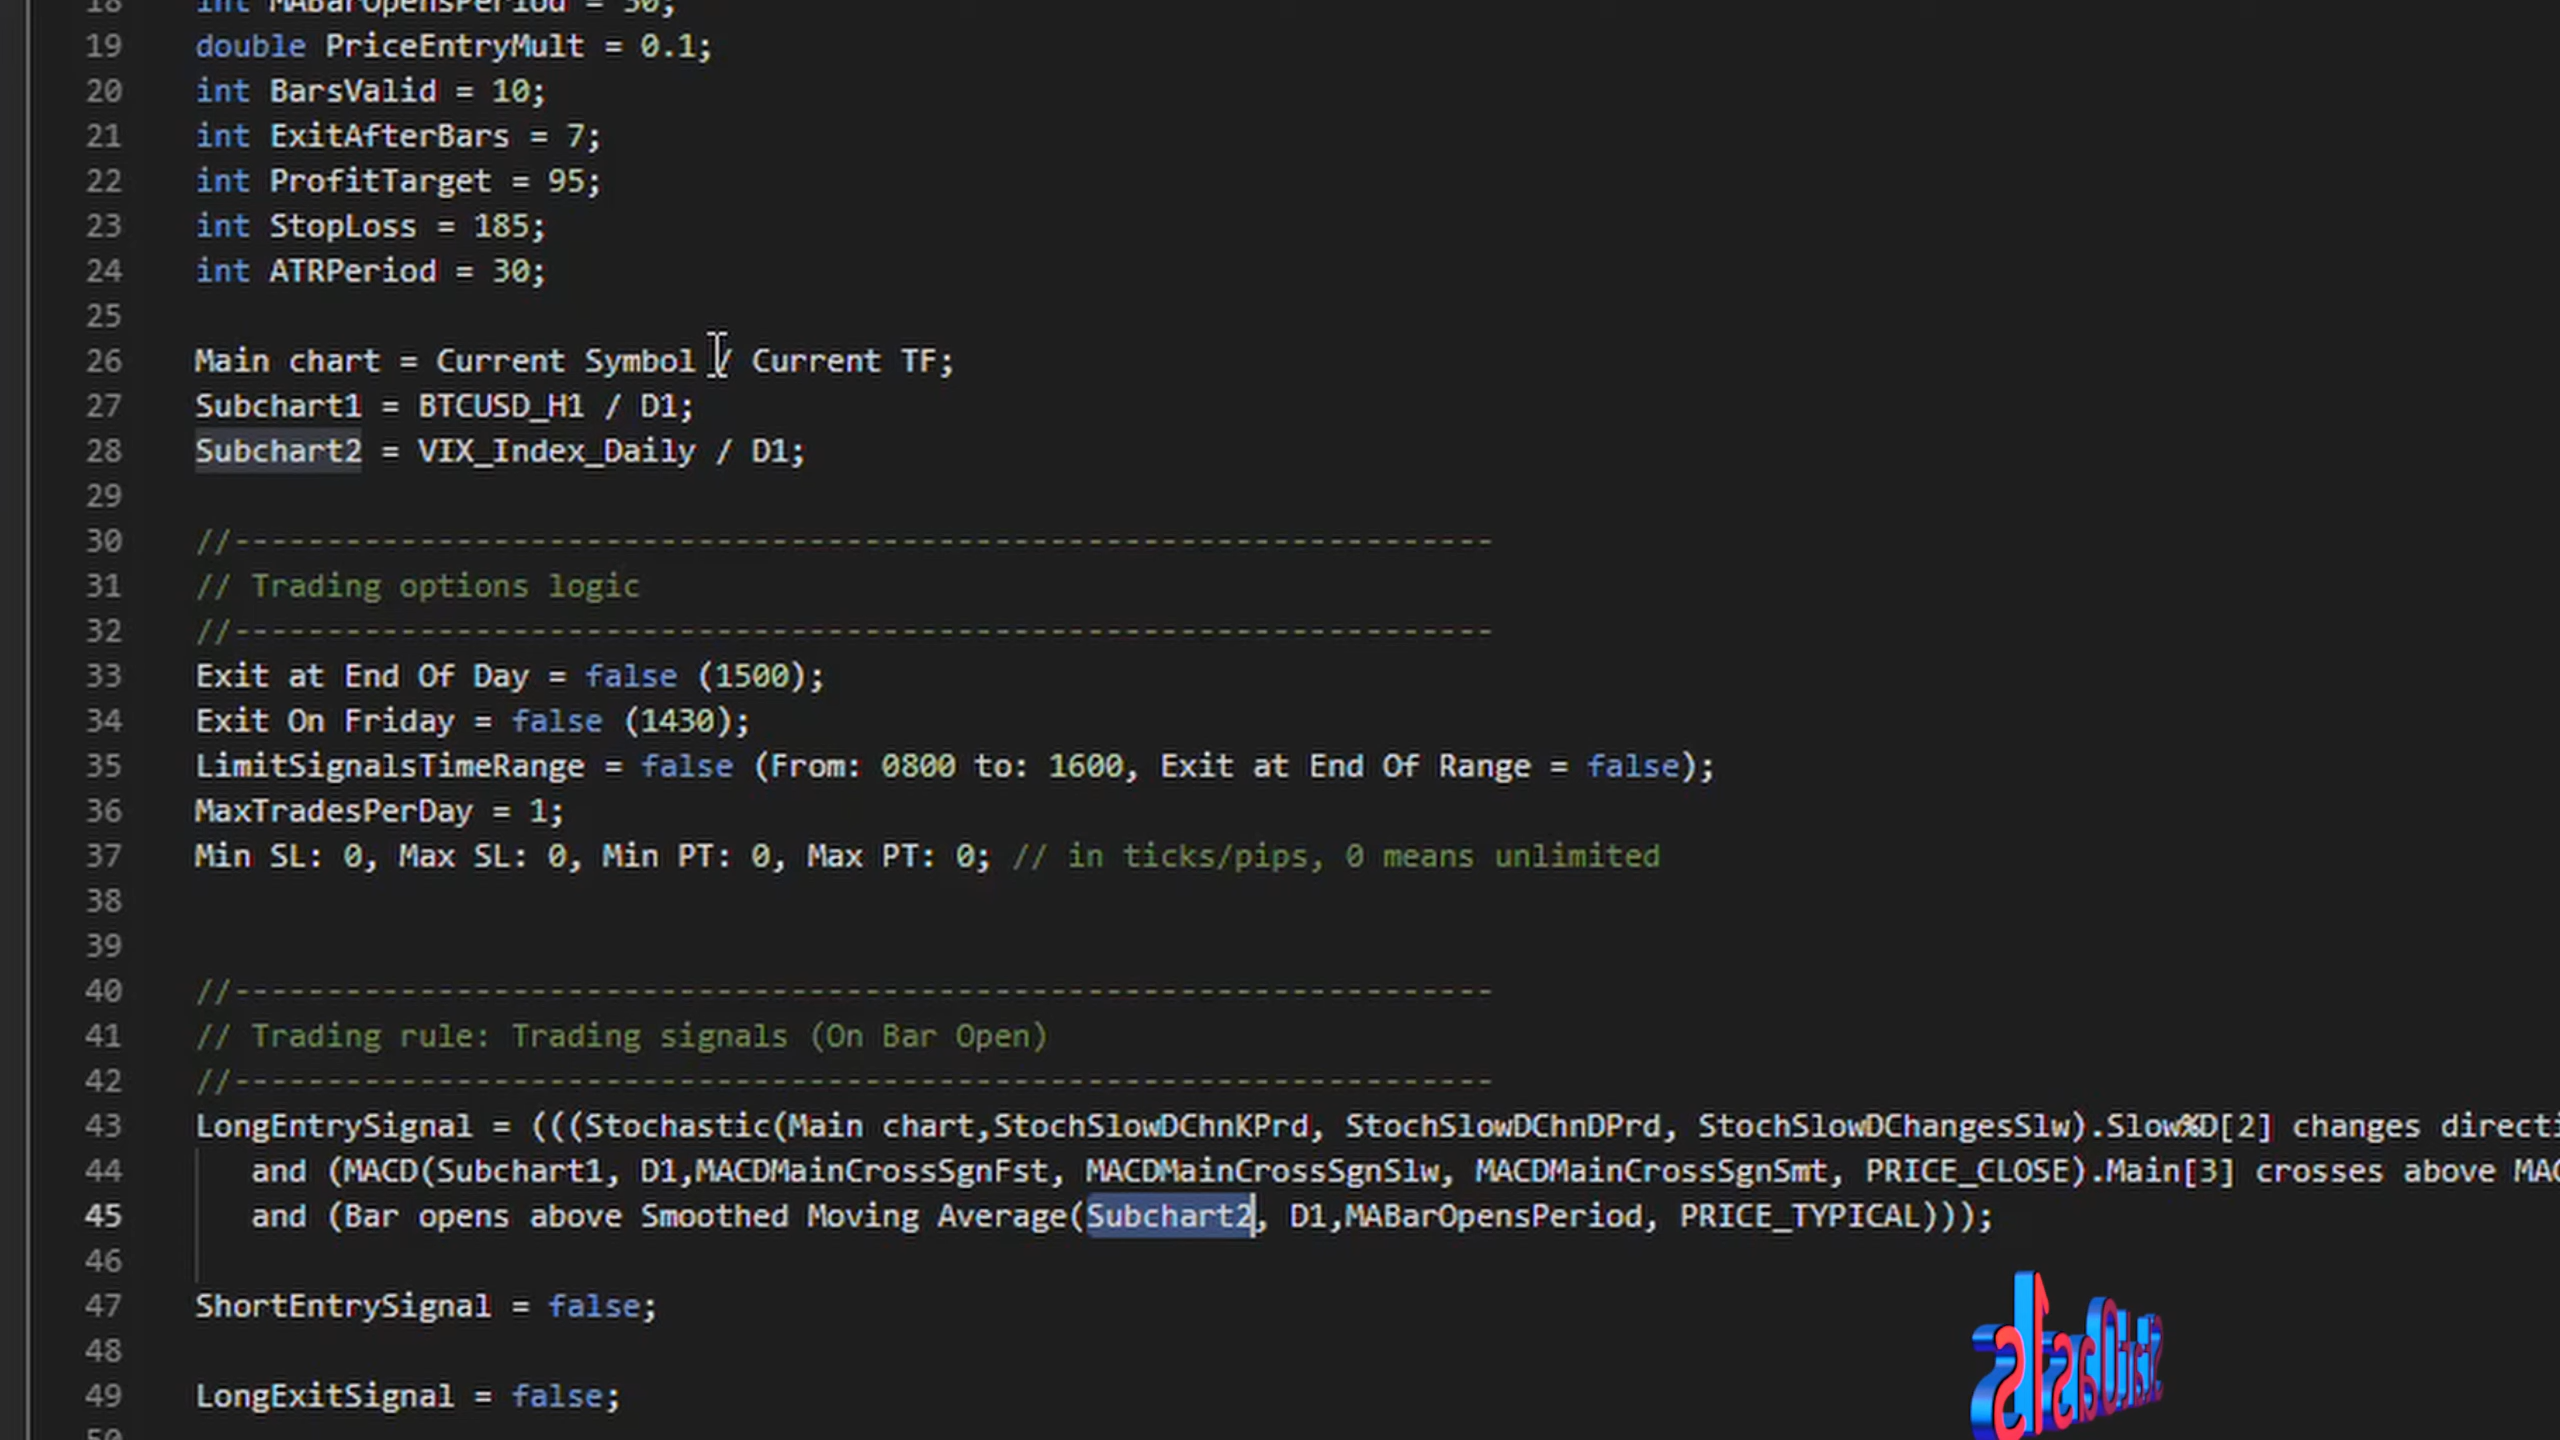 18 int MABarOpensPeriod = 30;
19 double PriceEntryMult = 0.1;
20 int BarsValid = 10;
21 int ExitAfterBars = 7;
22 int ProfitTarget = 95;
23 int StopLoss = 185;
24 int ATRPeriod = 30;
25
26 Main chart = Current Symbol / Current TF;
27 Subchart1 = BTCUSD_H1 / D1;
28 Subchart2 = VIX_Index_Daily / D1;
29
30 //--------------------------------------------------------------------
31 // Trading options logic
32 //--------------------------------------------------------------------
33 Exit at End Of Day = false (1500);
34 Exit On Friday = false (1430);
35 LimitSignalsTimeRange = false (From: 0800 to: 1600, Exit at End Of Range = false);
36 MaxTradesPerDay = 1;
37 Min SL: 0, Max SL: 0, Min PT: 0, Max PT: 0; // in ticks/pips, 0 means unlimited
38
39
40 //--------------------------------------------------------------------
41 // Trading rule: Trading signals (On Bar Open)
42 //--------------------------------------------------------------------
43 LongEntrySignal = (((Stochastic(Main chart,StochSlowDChnKPrd, StochSlowDChnDPrd, StochSlowDChangesSlw).Slow%D[2] changes directi
44 and (MACD(Subchart1, D1,MACDMainCrossSgnFst, MACDMainCrossSgnSlw, MACDMainCrossSgnSmt, PRICE_CLOSE).Main[3] crosses above MAC
45 and (Bar opens above Smoothed Moving Average(Subchart2, D1,MABarOpensPeriod, PRICE_TYPICAL)));
46
47 ShortEntrySignal = false;
48
49 LongExitSignal = false;
50